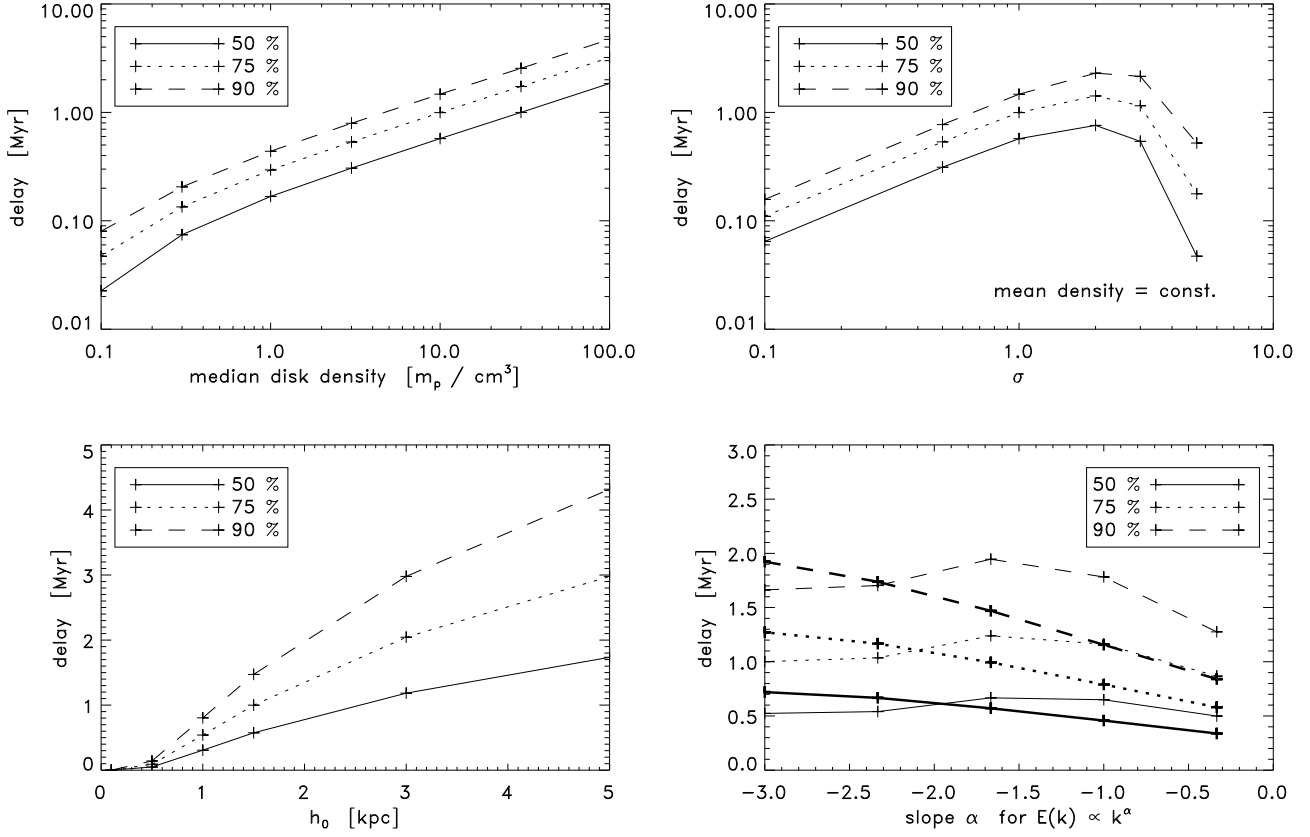 10.00
1.00
0.10
0.01
delay [Myr]
50 %
75 %
90 %
0.1 1.0 10.0 100.0
median disk density [m_p / cm^3]
10.00
1.00
0.10
0.01
delay [Myr]
50 %
75 %
90 %
mean density = const.
0.1 1.0 10.0
σ
5
4
3
2
1
0
delay [Myr]
50 %
75 %
90 %
0 1 2 3 4 5
h_0 [kpc]
3.0
2.5
2.0
1.5
1.0
0.5
0.0
delay [Myr]
50 %
75 %
90 %
−3.0 −2.5 −2.0 −1.5 −1.0 −0.5 0.0
slope α for E(k) ∝ k^α